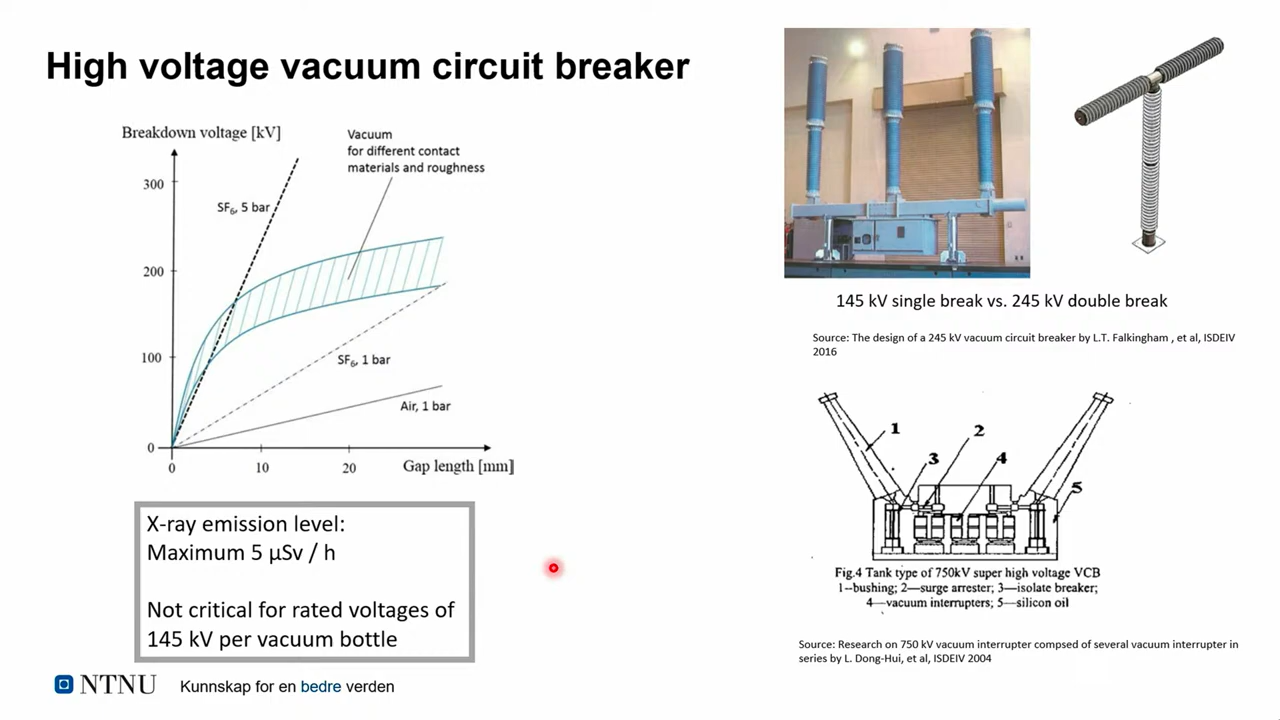 High voltage vacuum circuit breaker
Breakdown voltage [kV]
Vacuum
for different contact
materials and roughness
300
SF₆, 5 bar
200
100
SF₆, 1 bar
Air, 1 bar
0
0
10
20
Gap length [mm]
X-ray emission level:
Maximum 5 µSv / h
Not critical for rated voltages of
145 kV per vacuum bottle
145 kV single break vs. 245 kV double break
Source: The design of a 245 kV vacuum circuit breaker by L.T. Falkingham , et al, ISDEIV
2016
1
2
3
4
5
Fig.4 Tank type of 750kV super high voltage VCB
1--bushing; 2—surge arrester; 3—isolate breaker;
4—vacuum interrupters; 5—silicon oil
Source: Research on 750 kV vacuum interrupter compsed of several vacuum interrupter in
series by L. Dong-Hui, et al, ISDEIV 2004
NTNU
Kunnskap for en bedre verden